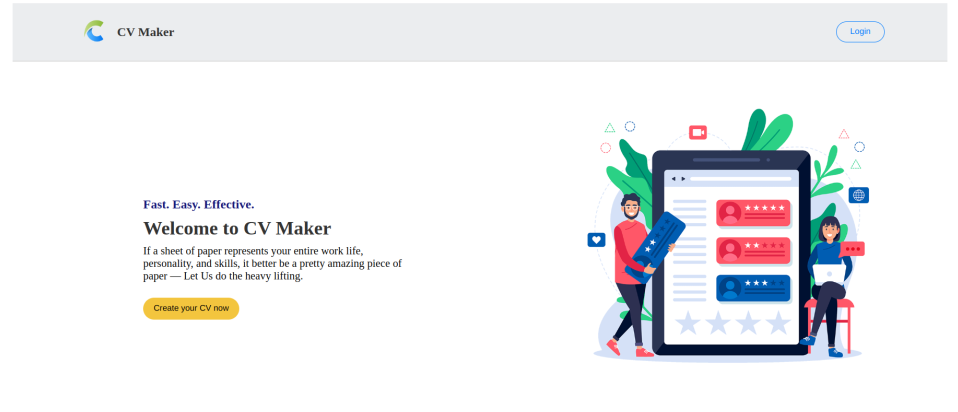 CV Maker
Login
Fast. Easy. Effective.
Welcome to CV Maker
If a sheet of paper represents your entire work life,
personality, and skills, it better be a pretty amazing piece of
paper — Let Us do the heavy lifting.
Create your CV now